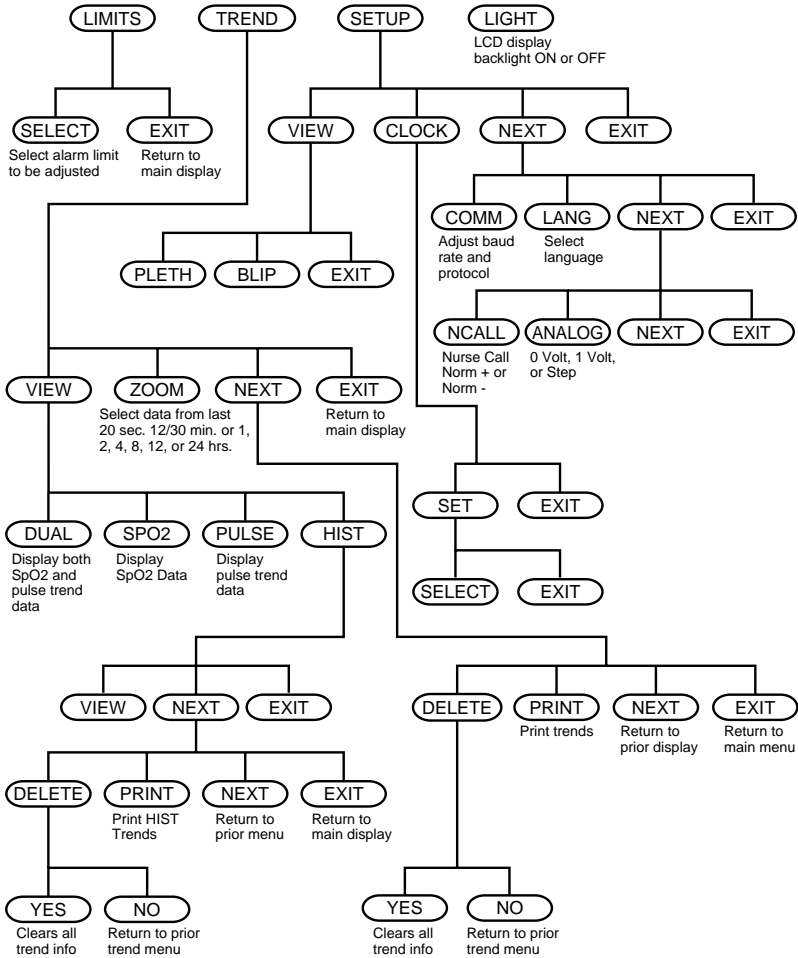 LIMITS
TREND
SETUP
LIGHT
LCD display
backlight ON or OFF
SELECT
Select alarm limit
to be adjusted
EXIT
Return to
main display
VIEW
CLOCK
NEXT
EXIT
COMM
Adjust baud
rate and
protocol
LANG
Select
language
NEXT
EXIT
PLETH
BLIP
EXIT
NCALL
Nurse Call
Norm + or
Norm -
ANALOG
0 Volt, 1 Volt,
or Step
NEXT
EXIT
VIEW
ZOOM
Select data from last
20 sec. 12/30 min. or 1,
2, 4, 8, 12, or 24 hrs.
NEXT
EXIT
Return to
main display
SET
EXIT
DUAL
Display both
SpO2 and
pulse trend
data
SPO2
Display
SpO2 Data
PULSE
Display
pulse trend
data
HIST
SELECT
EXIT
VIEW
NEXT
EXIT
DELETE
PRINT
Print trends
NEXT
Return to
prior display
EXIT
Return to
main menu
DELETE
PRINT
Print HIST
Trends
NEXT
Return to
prior menu
EXIT
Return to
main display
YES
Clears all
trend info
NO
Return to prior
trend menu
YES
Clears all
trend info
NO
Return to prior
trend menu